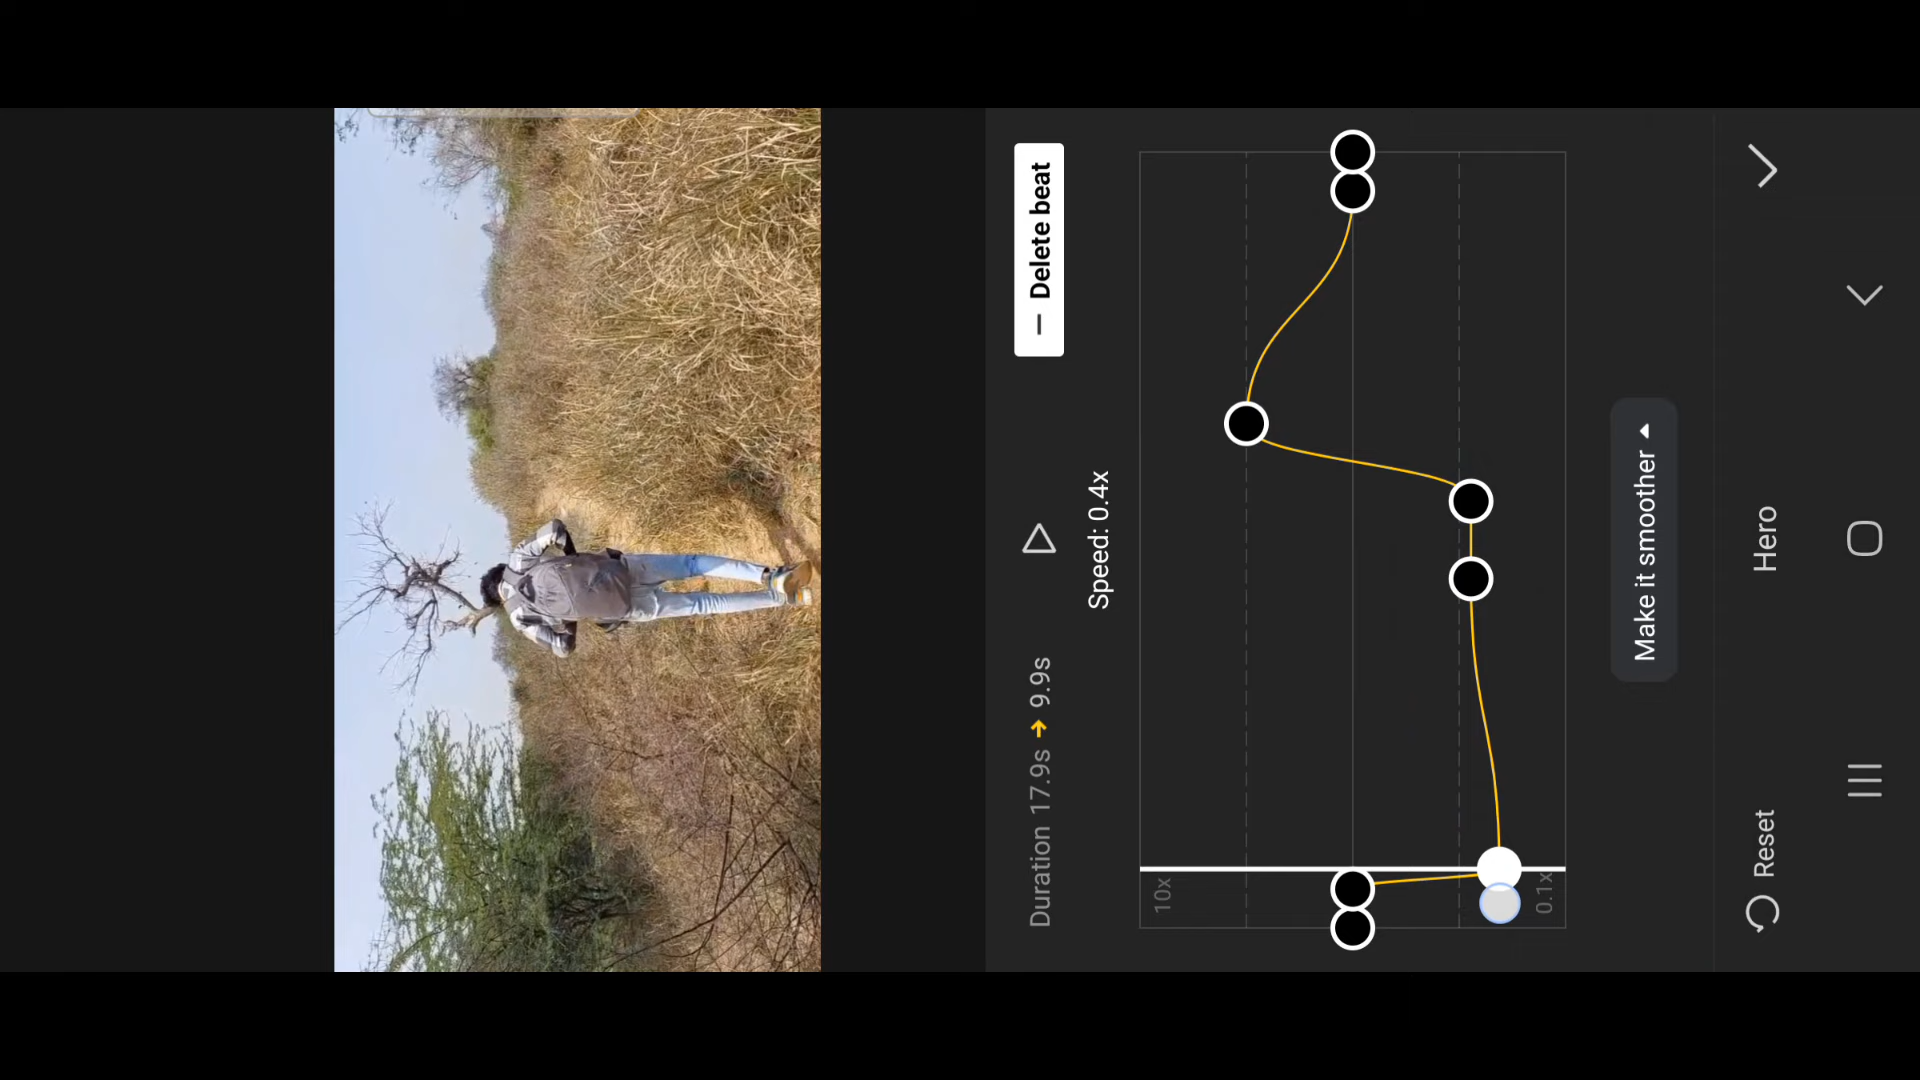 Duration 17.9s → 9.9s
— Delete beat
Speed: 0.4x
10x
0.1x
Make it smoother
Reset
Hero